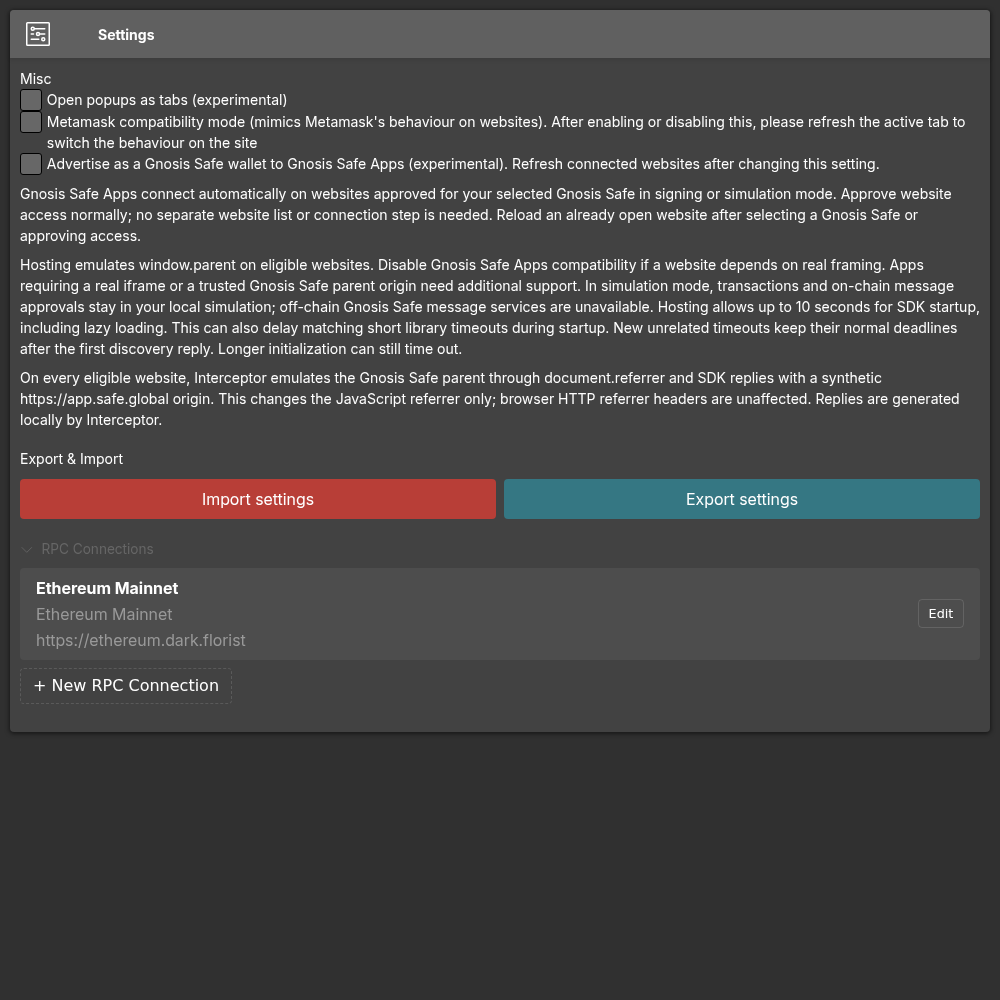 Settings
Misc
Open popups as tabs (experimental)
Metamask compatibility mode (mimics Metamask's behaviour on websites). After enabling or disabling this, please refresh the active tab to
switch the behaviour on the site
Advertise as a Gnosis Safe wallet to Gnosis Safe Apps (experimental). Refresh connected websites after changing this setting.
Gnosis Safe Apps connect automatically on websites approved for your selected Gnosis Safe in signing or simulation mode. Approve website
access normally; no separate website list or connection step is needed. Reload an already open website after selecting a Gnosis Safe or
approving access.
Hosting emulates window.parent on eligible websites. Disable Gnosis Safe Apps compatibility if a website depends on real framing. Apps
requiring a real iframe or a trusted Gnosis Safe parent origin need additional support. In simulation mode, transactions and on-chain message
approvals stay in your local simulation; off-chain Gnosis Safe message services are unavailable. Hosting allows up to 10 seconds for SDK startup,
including lazy loading. This can also delay matching short library timeouts during startup. New unrelated timeouts keep their normal deadlines
after the first discovery reply. Longer initialization can still time out.
On every eligible website, Interceptor emulates the Gnosis Safe parent through document.referrer and SDK replies with a synthetic
https://app.safe.global origin. This changes the JavaScript referrer only; browser HTTP referrer headers are unaffected. Replies are generated
locally by Interceptor.
Export & Import
Import settings
Export settings
RPC Connections
Ethereum Mainnet
Ethereum Mainnet
https://ethereum.dark.florist
Edit
+ New RPC Connection